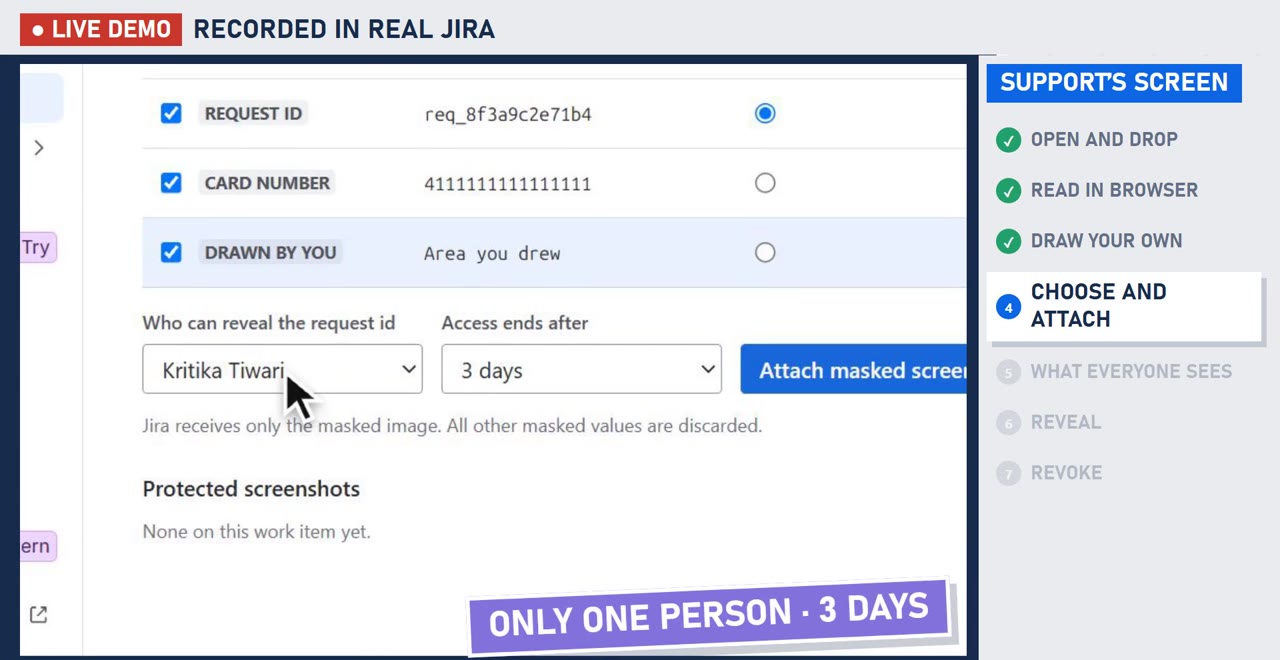 LIVE DEMO RECORDED IN REAL JIRA
REQUEST ID req_8f3a9c2e71b4
CARD NUMBER 4111111111111111
DRAWN BY YOU Area you drew
Try
Who can reveal the request id Access ends after
Kritika Tiwari 3 days Attach masked screen
Jira receives only the masked image. All other masked values are discarded.
Protected screenshots
None on this work item yet.
ern
ONLY ONE PERSON · 3 DAYS
SUPPORT'S SCREEN
✓ OPEN AND DROP
✓ READ IN BROWSER
✓ DRAW YOUR OWN
4 CHOOSE AND
ATTACH
5 WHAT EVERYONE SEES
6 REVEAL
7 REVOKE